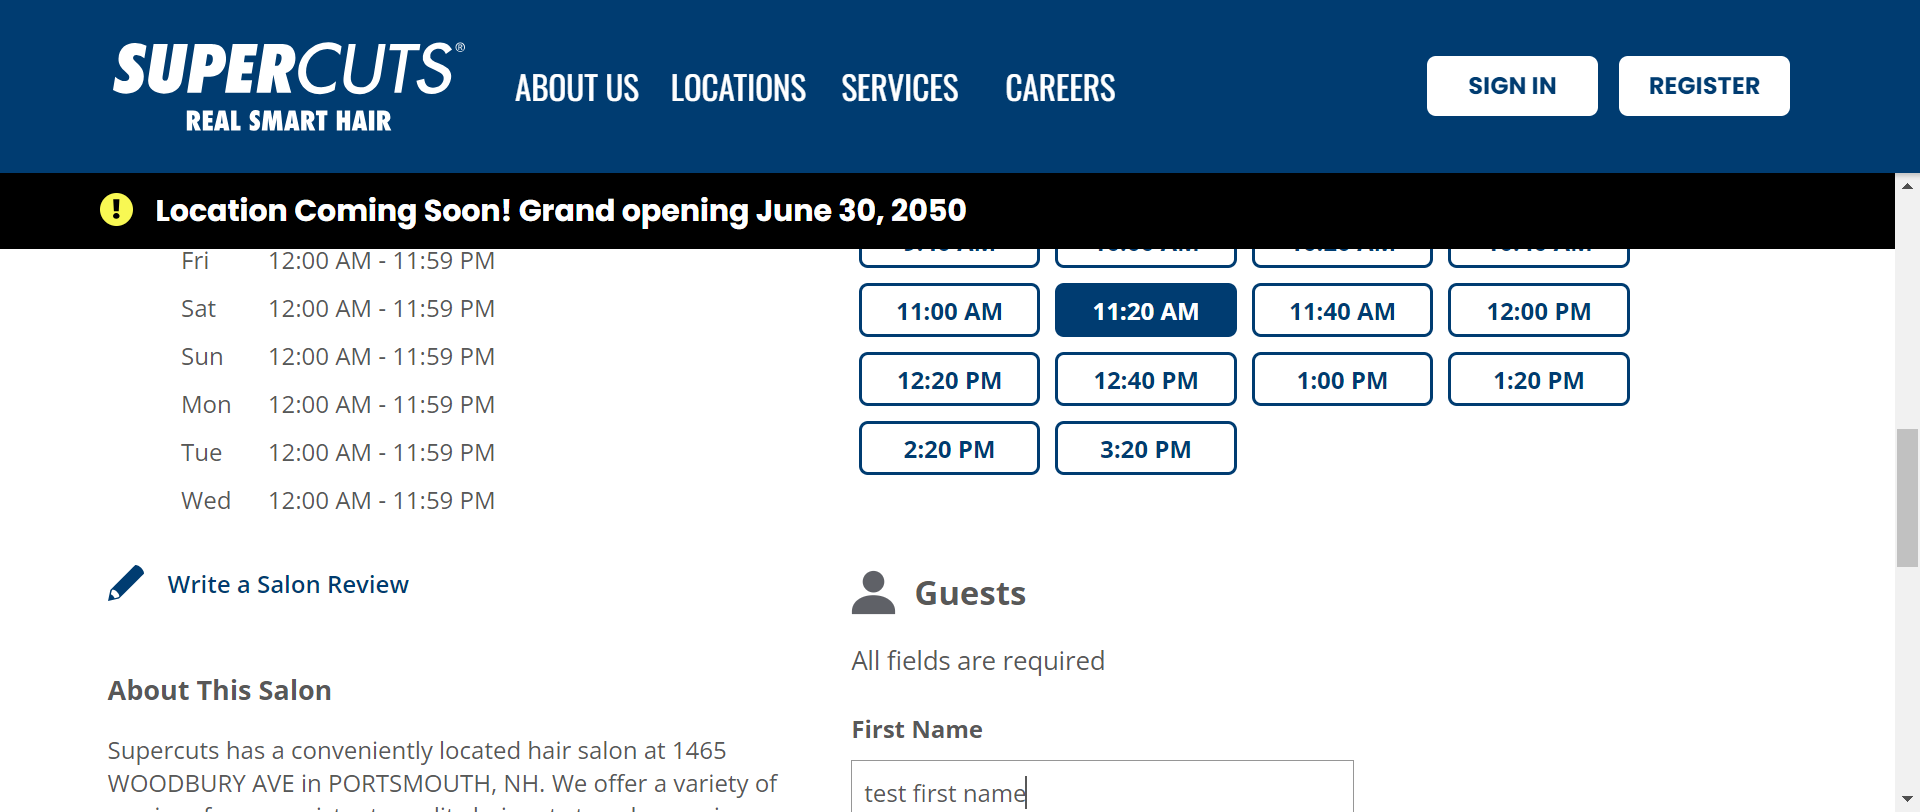 SUPERCUTS®
REAL SMART HAIR
ABOUT US LOCATIONS SERVICES CAREERS
SIGN IN REGISTER
Location Coming Soon! Grand opening June 30, 2050
Fri 12:00 AM - 11:59 PM
Sat 12:00 AM - 11:59 PM
Sun 12:00 AM - 11:59 PM
Mon 12:00 AM - 11:59 PM
Tue 12:00 AM - 11:59 PM
Wed 12:00 AM - 11:59 PM
Write a Salon Review
About This Salon
Supercuts has a conveniently located hair salon at 1465
WOODBURY AVE in PORTSMOUTH, NH. We offer a variety of
11:00 AM 11:20 AM 11:40 AM 12:00 PM
12:20 PM 12:40 PM 1:00 PM 1:20 PM
2:20 PM 3:20 PM
Guests
All fields are required
First Name
test first name